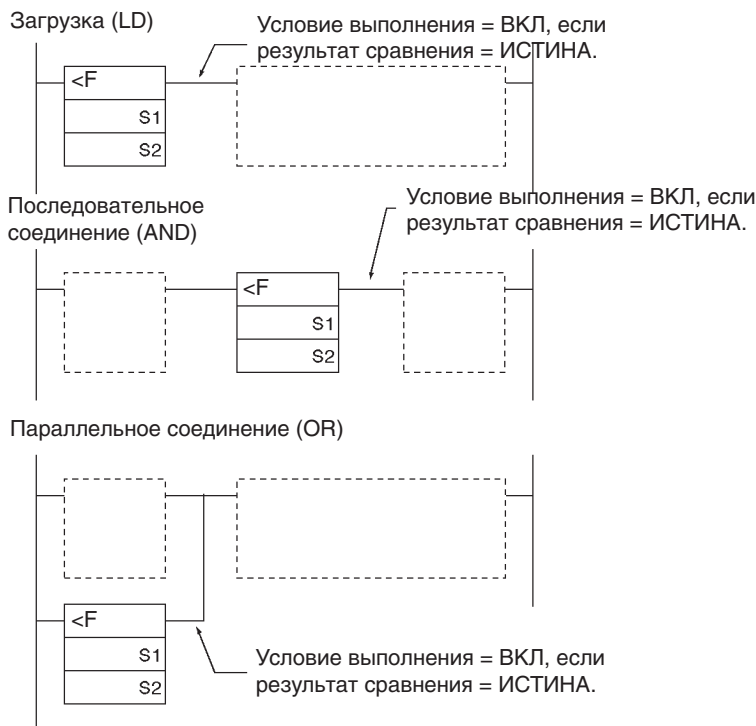 Загрузка (LD)
Условие выполнения = ВКЛ, если
результат сравнения = ИСТИНА.
<F
S1
S2
Последовательное
соединение (AND)
Условие выполнения = ВКЛ, если
результат сравнения = ИСТИНА.
<F
S1
S2
Параллельное соединение (OR)
<F
S1
S2
Условие выполнения = ВКЛ, если
результат сравнения = ИСТИНА.